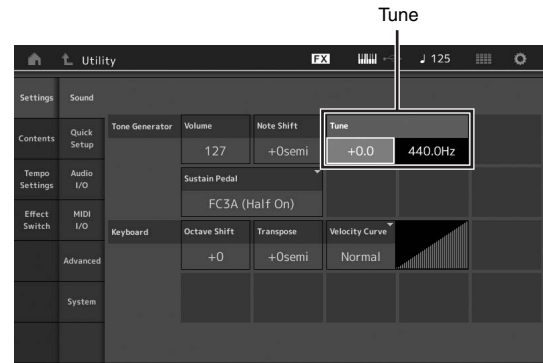 Tune
Utility
FX
♩ 125
Settings
Sound
Contents
Quick Setup
Tempo Settings
Audio I/O
Effect Switch
MIDI I/O
Advanced
System
Tone Generator
Volume
127
Note Shift
+0semi
Tune
+0.0
440.0Hz
Sustain Pedal
FC3A (Half On)
Keyboard
Octave Shift
+0
Transpose
+0semi
Velocity Curve
Normal